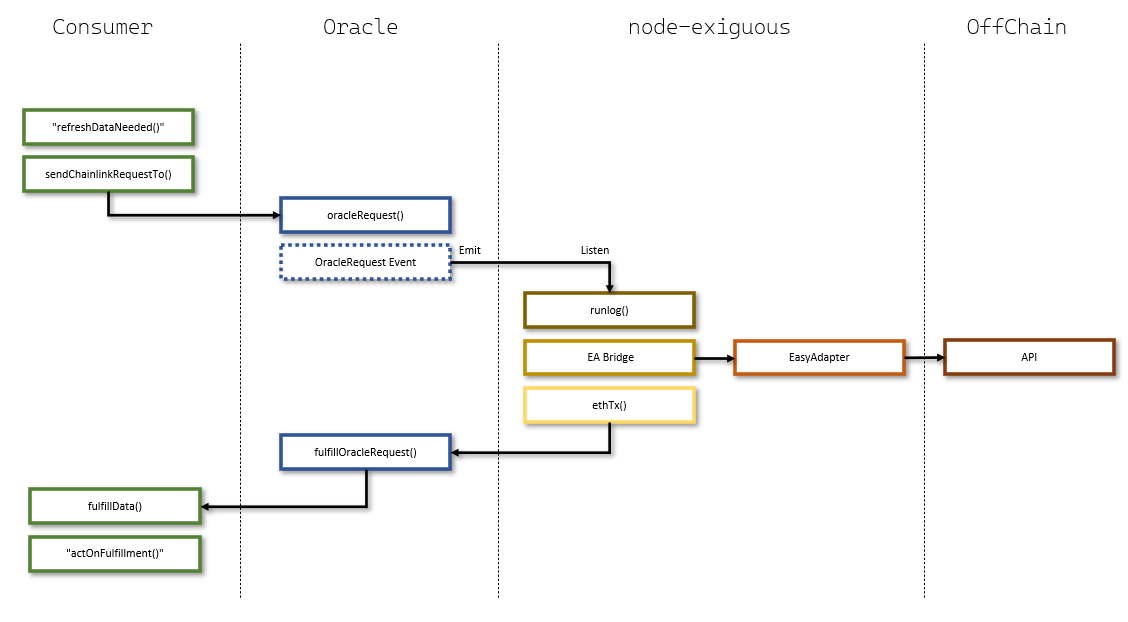 Consumer
Oracle
node-exiguous
OffChain
"refreshDataNeeded()"
sendChainlinkRequestTo()
oracleRequest()
OracleRequest Event
Emit
Listen
runlog()
EA Bridge
EasyAdapter
API
ethTx()
fulfillOracleRequest()
fulfillData()
"actOnFulfillment()"